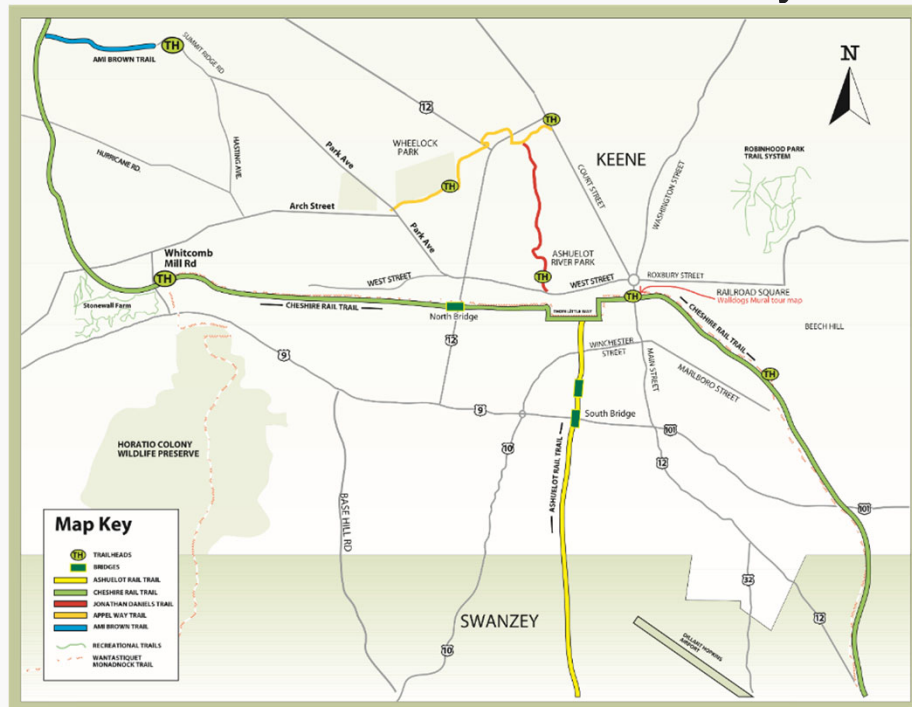 N
AMI BROWN TRAIL
TH
SUMMIT RIDGE RD
12
TH
WHEELOCK
PARK
KEENE
ROBINHOOD PARK
TRAIL SYSTEM
HURRICANE RD.
HASTING AVE.
Park Ave
COURT STREET
WASHINGTON STREET
TH
Arch Street
Park Ave
Whitcomb
Mill Rd
TH
ASHUELOT
RIVER PARK
TH
WEST STREET
WEST STREET
ROXBURY STREET
TH
RAILROAD SQUARE
Walldogs Mural tour map
Stonewall Farm
CHESHIRE RAIL TRAIL
North Bridge
CHESHIRE RAIL TRAIL
BEECH HILL
12
9
WINCHESTER
STREET
MAIN STREET
MARLBORO STREET
TH
9
South Bridge
101
10
12
HORATIO COLONY
WILDLIFE PRESERVE
BASE HILL RD
ASHUELOT RAIL TRAIL
101
Map Key
TH TRAILHEADS
BRIDGES
ASHUELOT RAIL TRAIL
CHESHIRE RAIL TRAIL
JONATHAN DANIELS TRAIL
APPEL WAY TRAIL
AMI BROWN TRAIL
RECREATIONAL TRAILS
WANTASTIQUET
MONADNOCK TRAIL
32
12
SWANZEY
10
DILLANT HOPKINS
AIRPORT